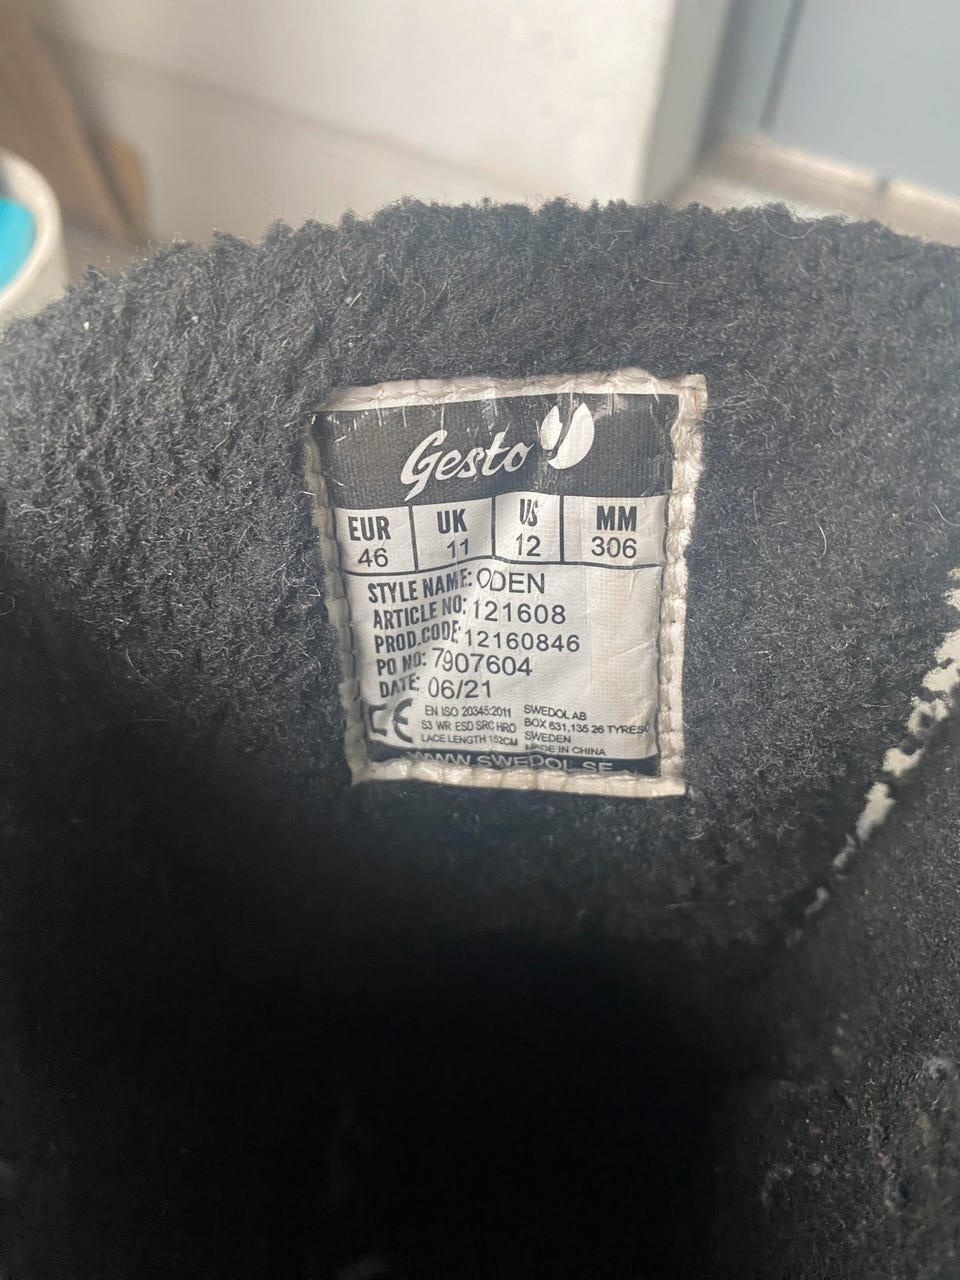 Gesto
EUR UK US MM
46 11 12 306
STYLE NAME: ODEN
ARTICLE NO: 121608
PROD.CODE: 12160846
PO NO: 7907604
DATE: 06/21
CE
EN ISO 20345:2011
S3 WR ESD SRC HRO
LACE LENGTH 152CM
SWEDOL AB
BOX 631, 135 26 TYRESÖ
SWEDEN
MADE IN CHINA
WWW.SWEDOL.SE